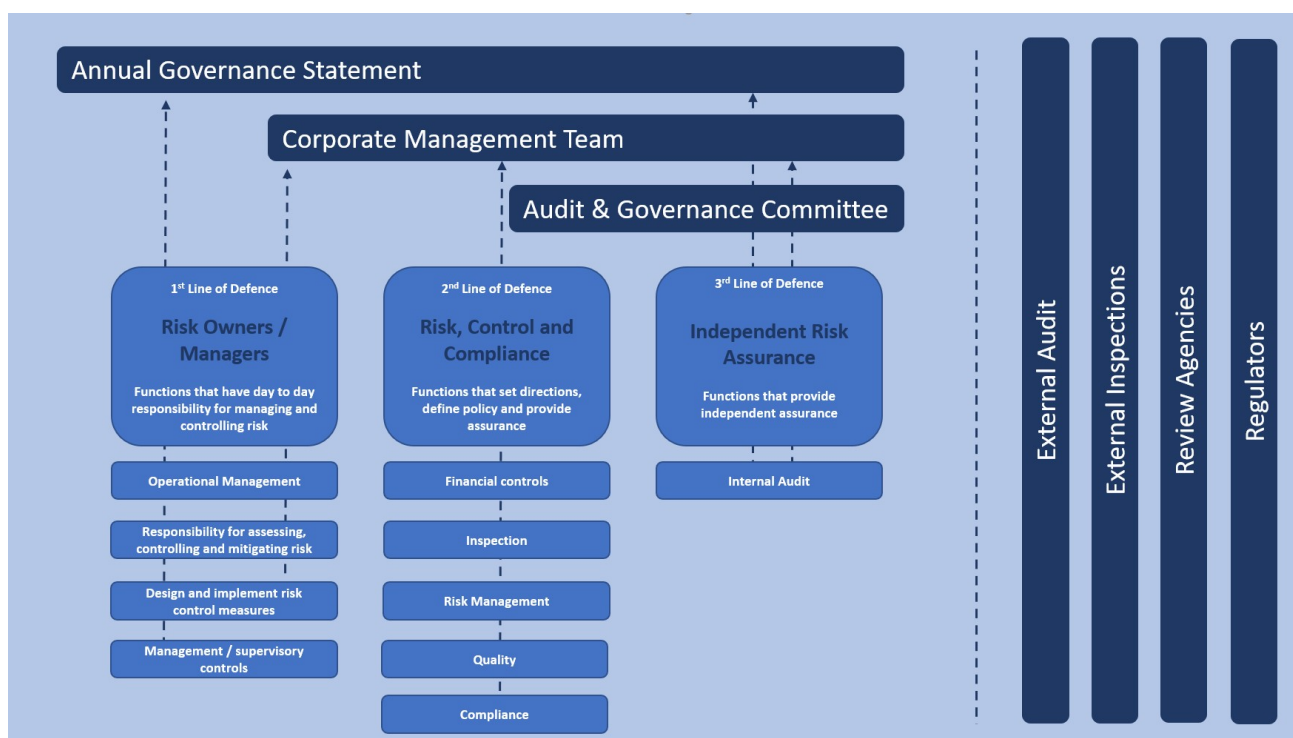 Annual Governance Statement
Corporate Management Team
Audit & Governance Committee
1st Line of Defence
Risk Owners /
Managers
Functions that have day to day
responsibility for managing and
controlling risk
Operational Management
Responsibility for assessing,
controlling and mitigating risk
Design and implement risk
control measures
Management / supervisory
controls
2nd Line of Defence
Risk, Control and
Compliance
Functions that set directions,
define policy and provide
assurance
Financial controls
Inspection
Risk Management
Quality
Compliance
3rd Line of Defence
Independent Risk
Assurance
Functions that provide
independent assurance
Internal Audit
External Audit
External Inspections
Review Agencies
Regulators